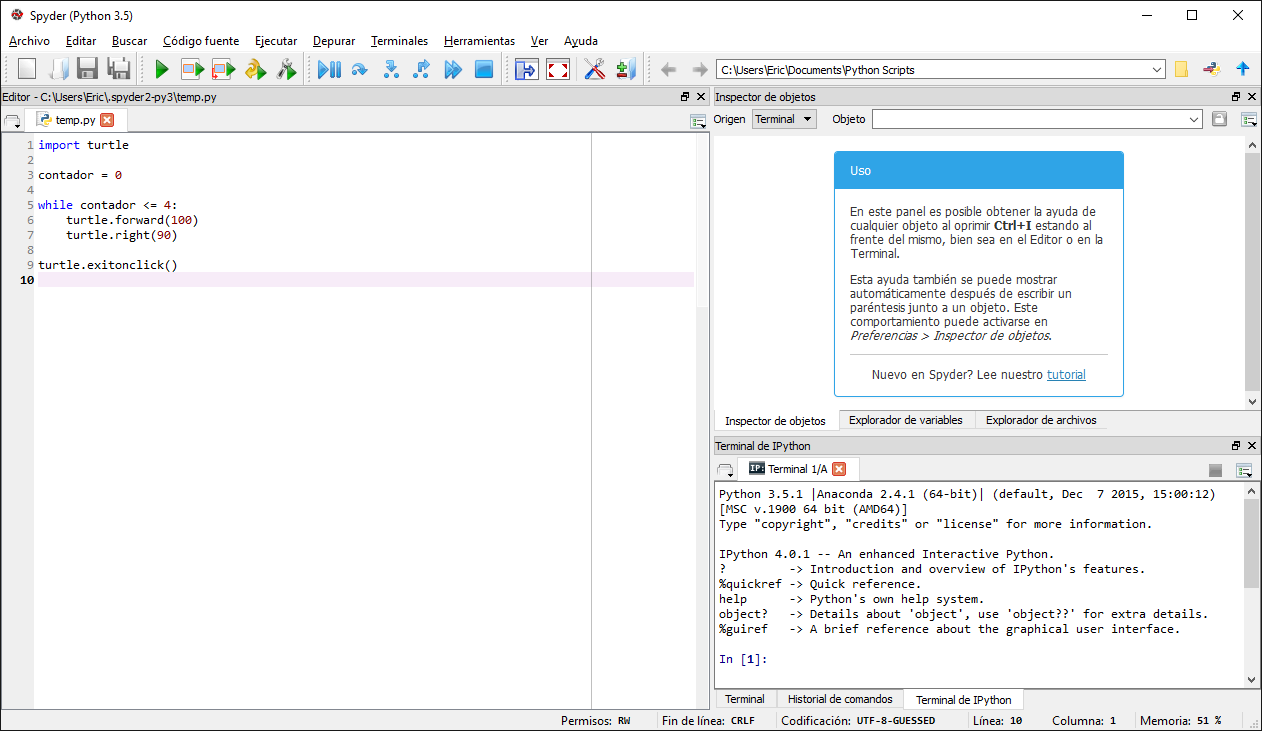 Spyder (Python 3.5)
Archivo Editar Buscar Código fuente Ejecutar Depurar Terminales Herramientas Ver Ayuda
C:\Users\Eric\Documents\Python Scripts
Editor - C:\Users\Eric\.spyder2-py3\temp.py
temp.py
1 import turtle
2
3 contador = 0
4
5 while contador <= 4:
6     turtle.forward(100)
7     turtle.right(90)
8
9 turtle.exitonclick()
10
Inspector de objetos
Origen Terminal Objeto
Uso
En este panel es posible obtener la ayuda de
cualquier objeto al oprimir Ctrl+I estando al
frente del mismo, bien sea en el Editor o en la
Terminal.
Esta ayuda también se puede mostrar
automáticamente después de escribir un
paréntesis junto a un objeto. Este
comportamiento puede activarse en
Preferencias > Inspector de objetos.
Nuevo en Spyder? Lee nuestro tutorial
Inspector de objetos Explorador de variables Explorador de archivos
Terminal de IPython
IP: Terminal 1/A
Python 3.5.1 |Anaconda 2.4.1 (64-bit)| (default, Dec  7 2015, 15:00:12)
[MSC v.1900 64 bit (AMD64)]
Type "copyright", "credits" or "license" for more information.
IPython 4.0.1 -- An enhanced Interactive Python.
?         -> Introduction and overview of IPython's features.
%quickref -> Quick reference.
help      -> Python's own help system.
object?   -> Details about 'object', use 'object??' for extra details.
%guiref   -> A brief reference about the graphical user interface.
In [1]:
Terminal Historial de comandos Terminal de IPython
Permisos: RW Fin de línea: CRLF Codificación: UTF-8-GUESSED Línea: 10 Columna: 1 Memoria: 51 %